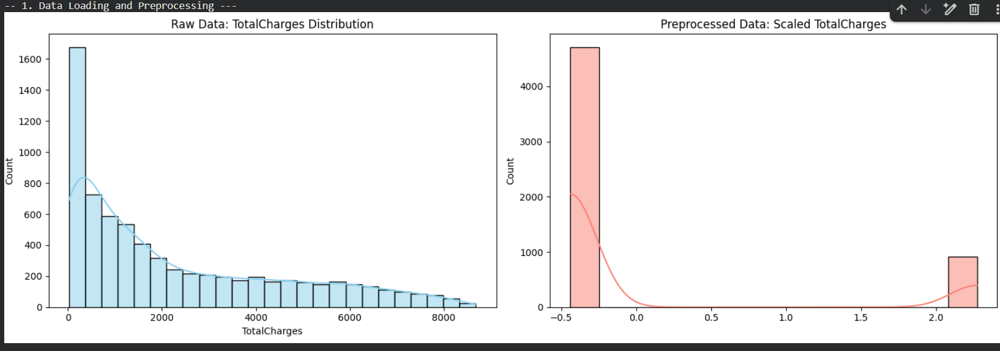 -- 1. Data Loading and Preprocessing ---
Raw Data: TotalCharges Distribution
1600
1400
1200
1000
800
600
400
200
0
Count
0 2000 4000 6000 8000
TotalCharges
Preprocessed Data: Scaled TotalCharges
4000
3000
2000
1000
0
Count
−0.5 0.0 0.5 1.0 1.5 2.0